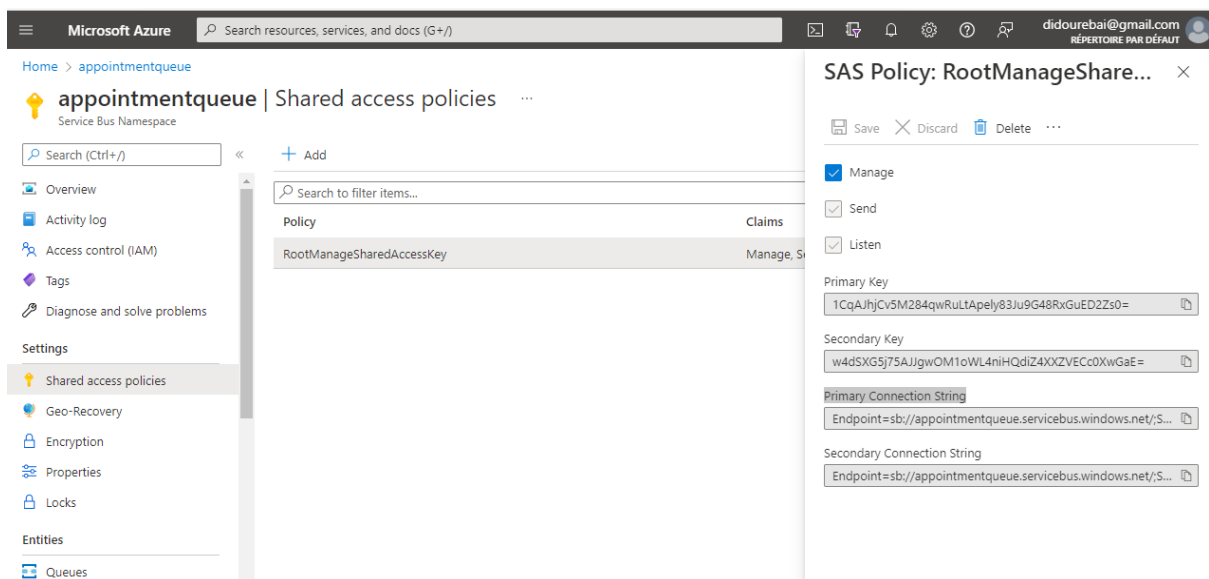 Microsoft Azure
Search resources, services, and docs (G+/)
didourebai@gmail.com
RÉPERTOIRE PAR DÉFAUT
Home > appointmentqueue
appointmentqueue | Shared access policies ...
Service Bus Namespace
Search (Ctrl+/)
«
Overview
Activity log
Access control (IAM)
Tags
Diagnose and solve problems
Settings
Shared access policies
Geo-Recovery
Encryption
Properties
Locks
Entities
Queues
+ Add
Search to filter items...
Policy Claims
RootManageSharedAccessKey Manage, Se
SAS Policy: RootManageShare...
Save Discard Delete ...
Manage
Send
Listen
Primary Key
1CqAJhjCv5M284qwRuLtApely83Ju9G48RxGuED2Zs0=
Secondary Key
w4dSXG5j75AJJgwOM1oWL4niHQdiZ4XXZVECc0XwGaE=
Primary Connection String
Endpoint=sb://appointmentqueue.servicebus.windows.net/;S...
Secondary Connection String
Endpoint=sb://appointmentqueue.servicebus.windows.net/;S...